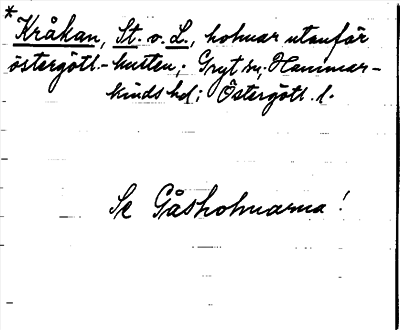 * Kråkan, St. o. L., holmar utanför
östergötl.-kusten; Gryt sn; Hammar-
kinds hd; Östergötl. l.
Se Gåsholmarna!